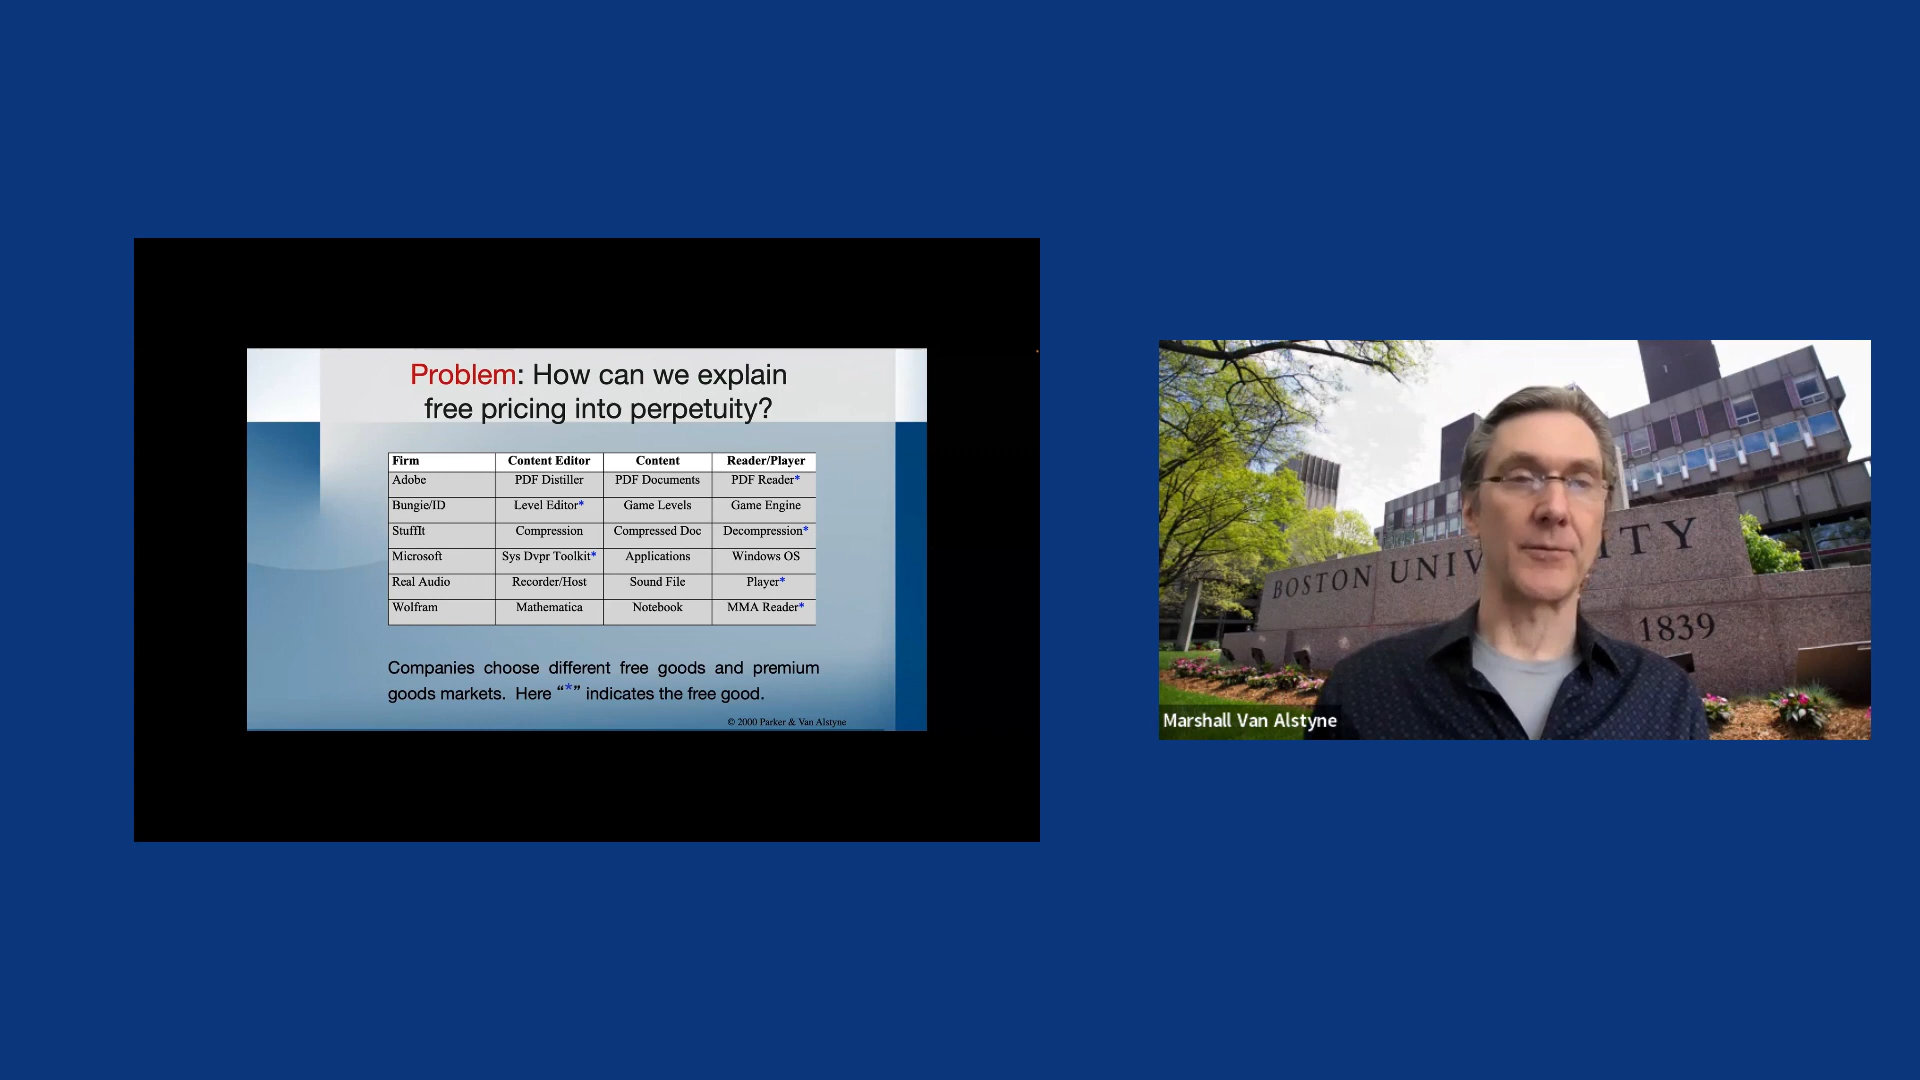 Problem: How can we explain
free pricing into perpetuity?
Firm Content Editor Content Reader/Player
Adobe PDF Distiller PDF Documents PDF Reader*
Bungie/ID Level Editor* Game Levels Game Engine
StuffIt Compression Compressed Doc Decompression*
Microsoft Sys Dvpr Toolkit* Applications Windows OS
Real Audio Recorder/Host Sound File Player*
Wolfram Mathematica Notebook MMA Reader*
Companies choose different free goods and premium
goods markets. Here “*” indicates the free good.
© 2000 Parker & Van Alstyne
BOSTON UNIV ITY
1839
Marshall Van Alstyne